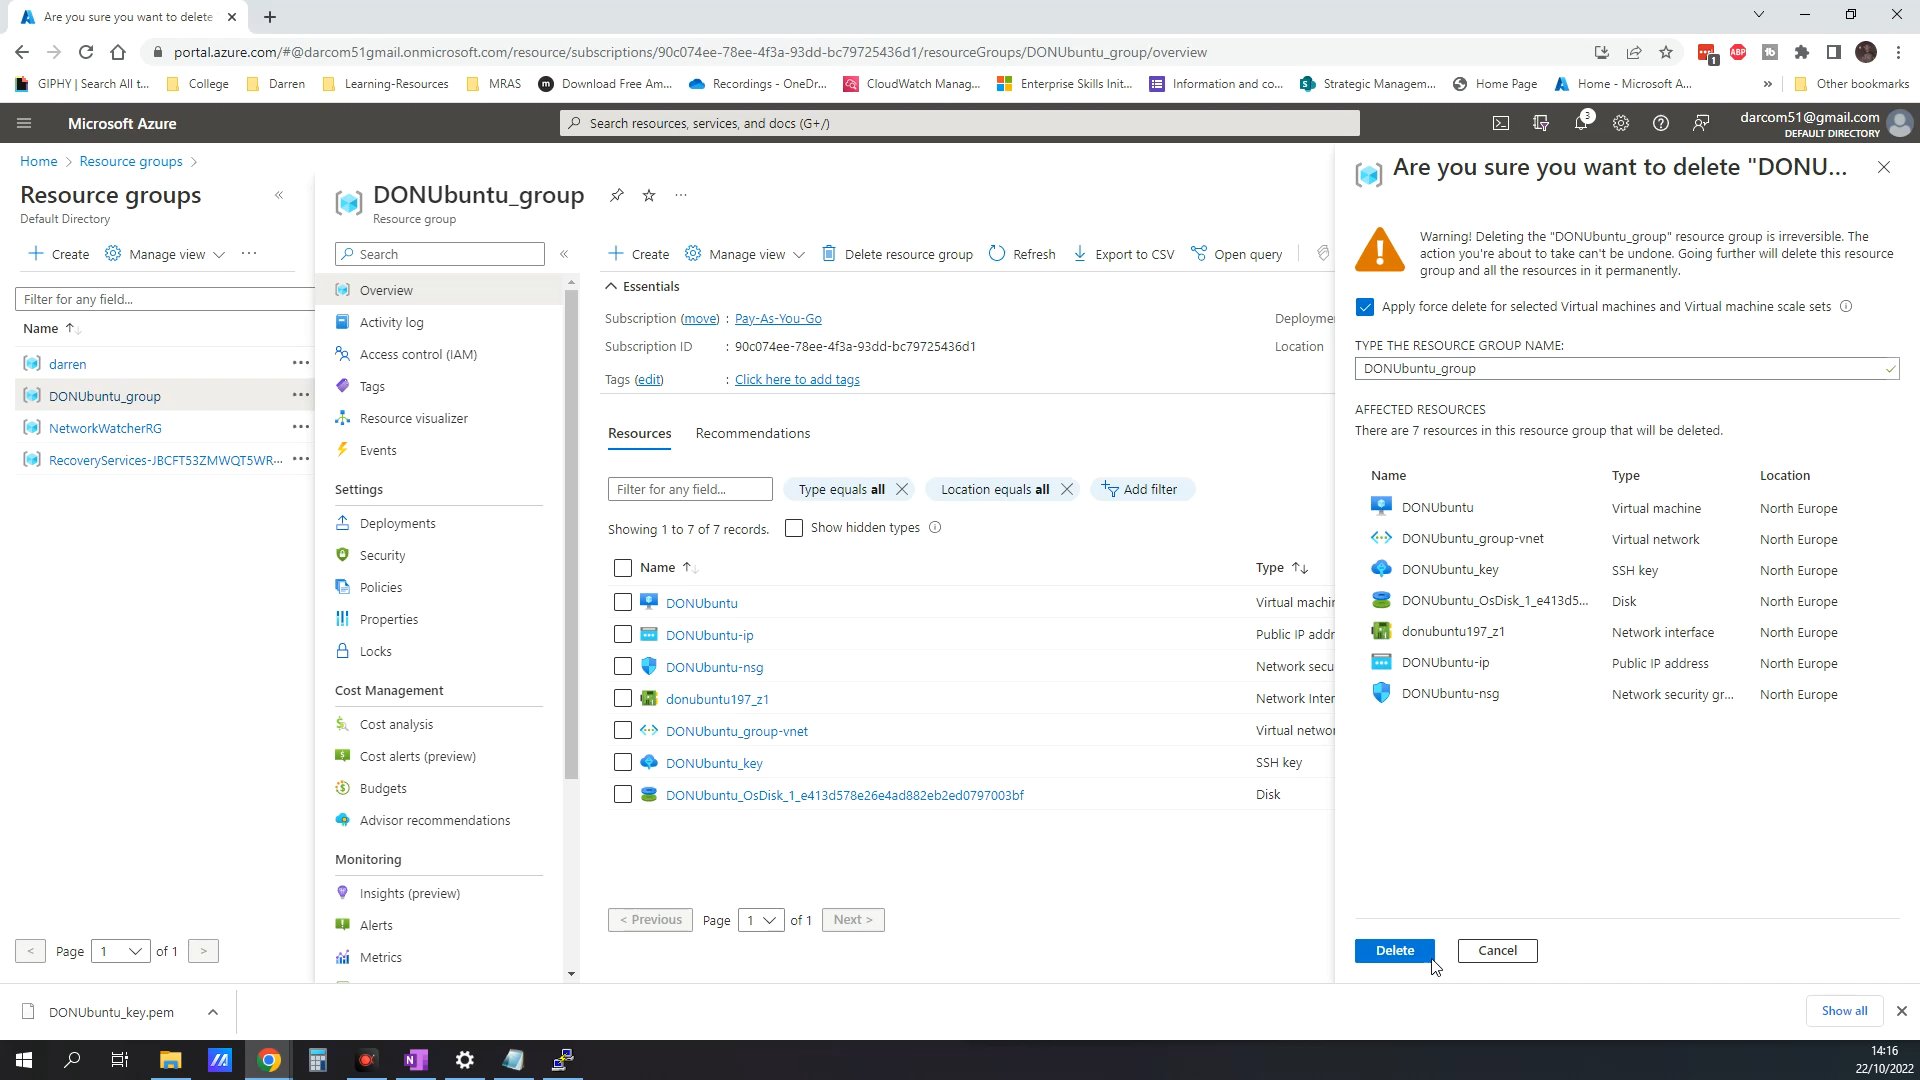 Are you sure you want to delete
portal.azure.com/#@darcom51gmail.onmicrosoft.com/resource/subscriptions/90c074ee-78ee-4f3a-93dd-bc79725436d1/resourceGroups/DONUbuntu_group/overview
ABP
1
GIPHY | Search All t...
College
Darren
Learning-Resources
MRAS
Download Free Am...
Recordings - OneDr...
CloudWatch Manag...
Enterprise Skills Init...
Information and co...
Strategic Managem...
Home Page
Home - Microsoft A...
»
Other bookmarks
Microsoft Azure
Search resources, services, and docs (G+/)
3
darcom51@gmail.com
DEFAULT DIRECTORY
Home > Resource groups >
Resource groups
Default Directory
Create
Manage view
...
Filter for any field...
Name
darren
DONUbuntu_group
NetworkWatcherRG
RecoveryServices-JBCFT53ZMWQT5WR...
< Page 1 of 1 >
DONUbuntu_group
Resource group
Search
Overview
Activity log
Access control (IAM)
Tags
Resource visualizer
Events
Settings
Deployments
Security
Policies
Properties
Locks
Cost Management
Cost analysis
Cost alerts (preview)
Budgets
Advisor recommendations
Monitoring
Insights (preview)
Alerts
Metrics
Create
Manage view
Delete resource group
Refresh
Export to CSV
Open query
Essentials
Subscription (move) : Pay-As-You-Go
Subscription ID : 90c074ee-78ee-4f3a-93dd-bc79725436d1
Tags (edit) : Click here to add tags
Deployme
Location
Resources
Recommendations
Filter for any field...
Type equals all
Location equals all
Add filter
Showing 1 to 7 of 7 records.
Show hidden types
Name Type
DONUbuntu Virtual machi
DONUbuntu-ip Public IP addr
DONUbuntu-nsg Network secu
donubuntu197_z1 Network Inter
DONUbuntu_group-vnet Virtual netwo
DONUbuntu_key SSH key
DONUbuntu_OsDisk_1_e413d578e26e4ad882eb2ed0797003bf Disk
< Previous Page 1 of 1 Next >
Are you sure you want to delete "DONU...
Warning! Deleting the "DONUbuntu_group" resource group is irreversible. The
action you're about to take can't be undone. Going further will delete this resource
group and all the resources in it permanently.
Apply force delete for selected Virtual machines and Virtual machine scale sets
TYPE THE RESOURCE GROUP NAME:
DONUbuntu_group
AFFECTED RESOURCES
There are 7 resources in this resource group that will be deleted.
Name Type Location
DONUbuntu Virtual machine North Europe
DONUbuntu_group-vnet Virtual network North Europe
DONUbuntu_key SSH key North Europe
DONUbuntu_OsDisk_1_e413d5... Disk North Europe
donubuntu197_z1 Network interface North Europe
DONUbuntu-ip Public IP address North Europe
DONUbuntu-nsg Network security gr... North Europe
Delete
Cancel
DONUbuntu_key.pem
Show all
14:16
22/10/2022